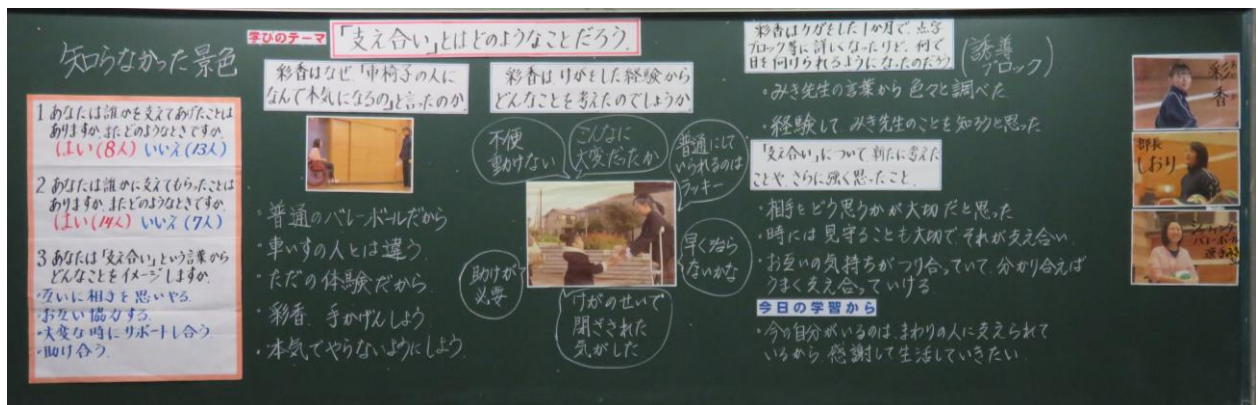 知らなかった景色
1 あなたは誰かを支えてあげたことは
ありますか。またどのようなときですか。
はい(8人) いいえ(13人)
2 あなたは誰かに支えてもらったことは
ありますか。またどのようなときですか。
はい(14人) いいえ(7人)
3 あなたは「支え合い」という言葉から
どんなことをイメージしますか。
・互いに相手を思いやる。
・お互い協力する。
・大変な時にサポートし合う。
・助け合う。
学びのテーマ
「支え合い」とはどのようなことだろう。
彩香はなぜ「車椅子の人に
なんて本気になるの」と言ったのか。
・普通のバレーボールだから
・車いすの人とは違う
・ただの体験だから
・彩香、手かげんしよう
・本気でやらないようにしよう
彩香はけがをした経験から
どんなことを考えたのでしょうか。
不便
動けない
こんなに
大変だったか
普通にして
いられるのは
ラッキー
助けが
必要
早く治ら
ないかな
けがのせいで
閉ざされた
気がした
彩香はケガをした1か月で、点字
ブロック等に詳しくなったりと、何で
目を向けられるようになったのだろう
(誘導
ブロック)
・みき先生の言葉から色々と調べた
・経験して みき先生のことを知ろうと思った
「支え合い」について新たに考えた
ことや、さらに強く思ったこと。
・相手をどう思うかが大切だと思った
・時には見守ることも大切で それが支え合い
・お互いの気持ちがつり合っていて、分かり合えば
うまく支え合っていける
今日の学習から
・今の自分がいるのは、まわりの人に支えられて
いるから、感謝して生活していきたい
彩
香
部長
しおり
バレーボール
選手